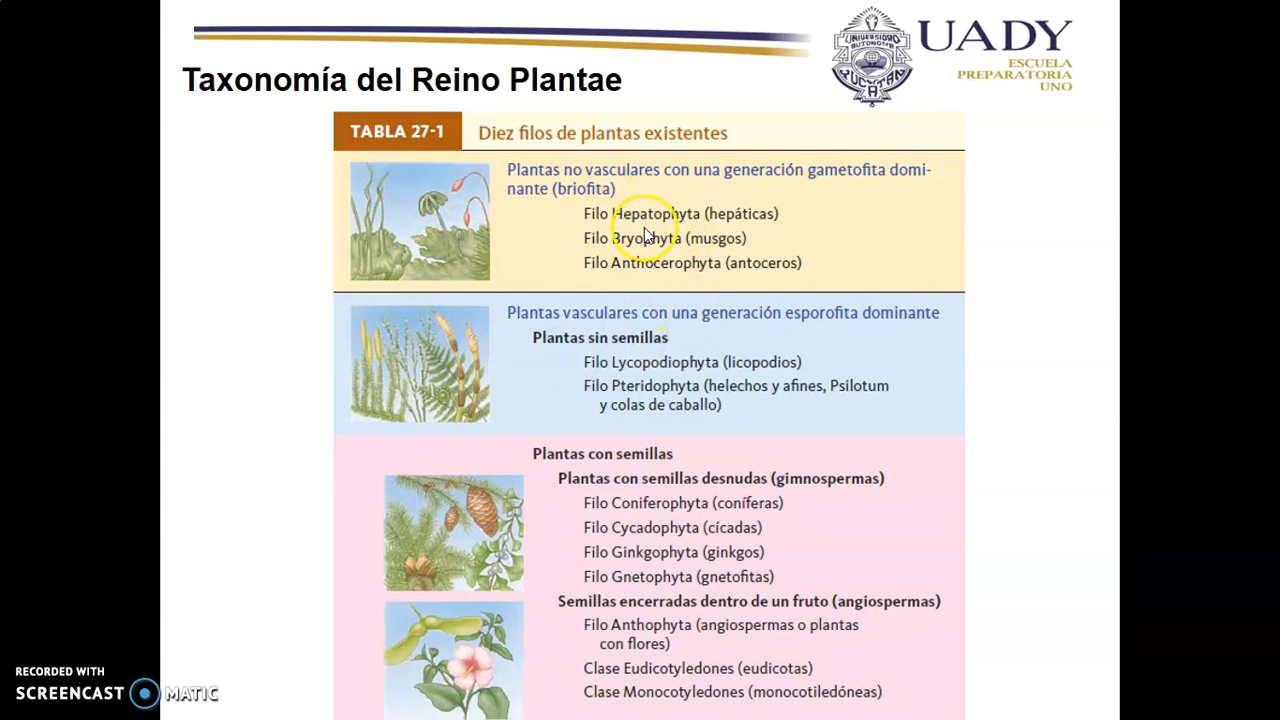 UADY
ESCUELA
PREPARATORIA
UNO
UNIVERSIDAD
AUTONOMA
YUCATAN
Taxonomía del Reino Plantae
TABLA 27-1 Diez filos de plantas existentes
Plantas no vasculares con una generación gametofita domi-
nante (briofita)
Filo Hepatophyta (hepáticas)
Filo Bryophyta (musgos)
Filo Anthocerophyta (antoceros)
Plantas vasculares con una generación esporofita dominante
Plantas sin semillas
Filo Lycopodiophyta (licopodios)
Filo Pteridophyta (helechos y afines, Psilotum
y colas de caballo)
Plantas con semillas
Plantas con semillas desnudas (gimnospermas)
Filo Coniferophyta (coníferas)
Filo Cycadophyta (cícadas)
Filo Ginkgophyta (ginkgos)
Filo Gnetophyta (gnetofitas)
Semillas encerradas dentro de un fruto (angiospermas)
Filo Anthophyta (angiospermas o plantas
con flores)
Clase Eudicotyledones (eudicotas)
Clase Monocotyledones (monocotiledóneas)
RECORDED WITH
SCREENCAST MATIC